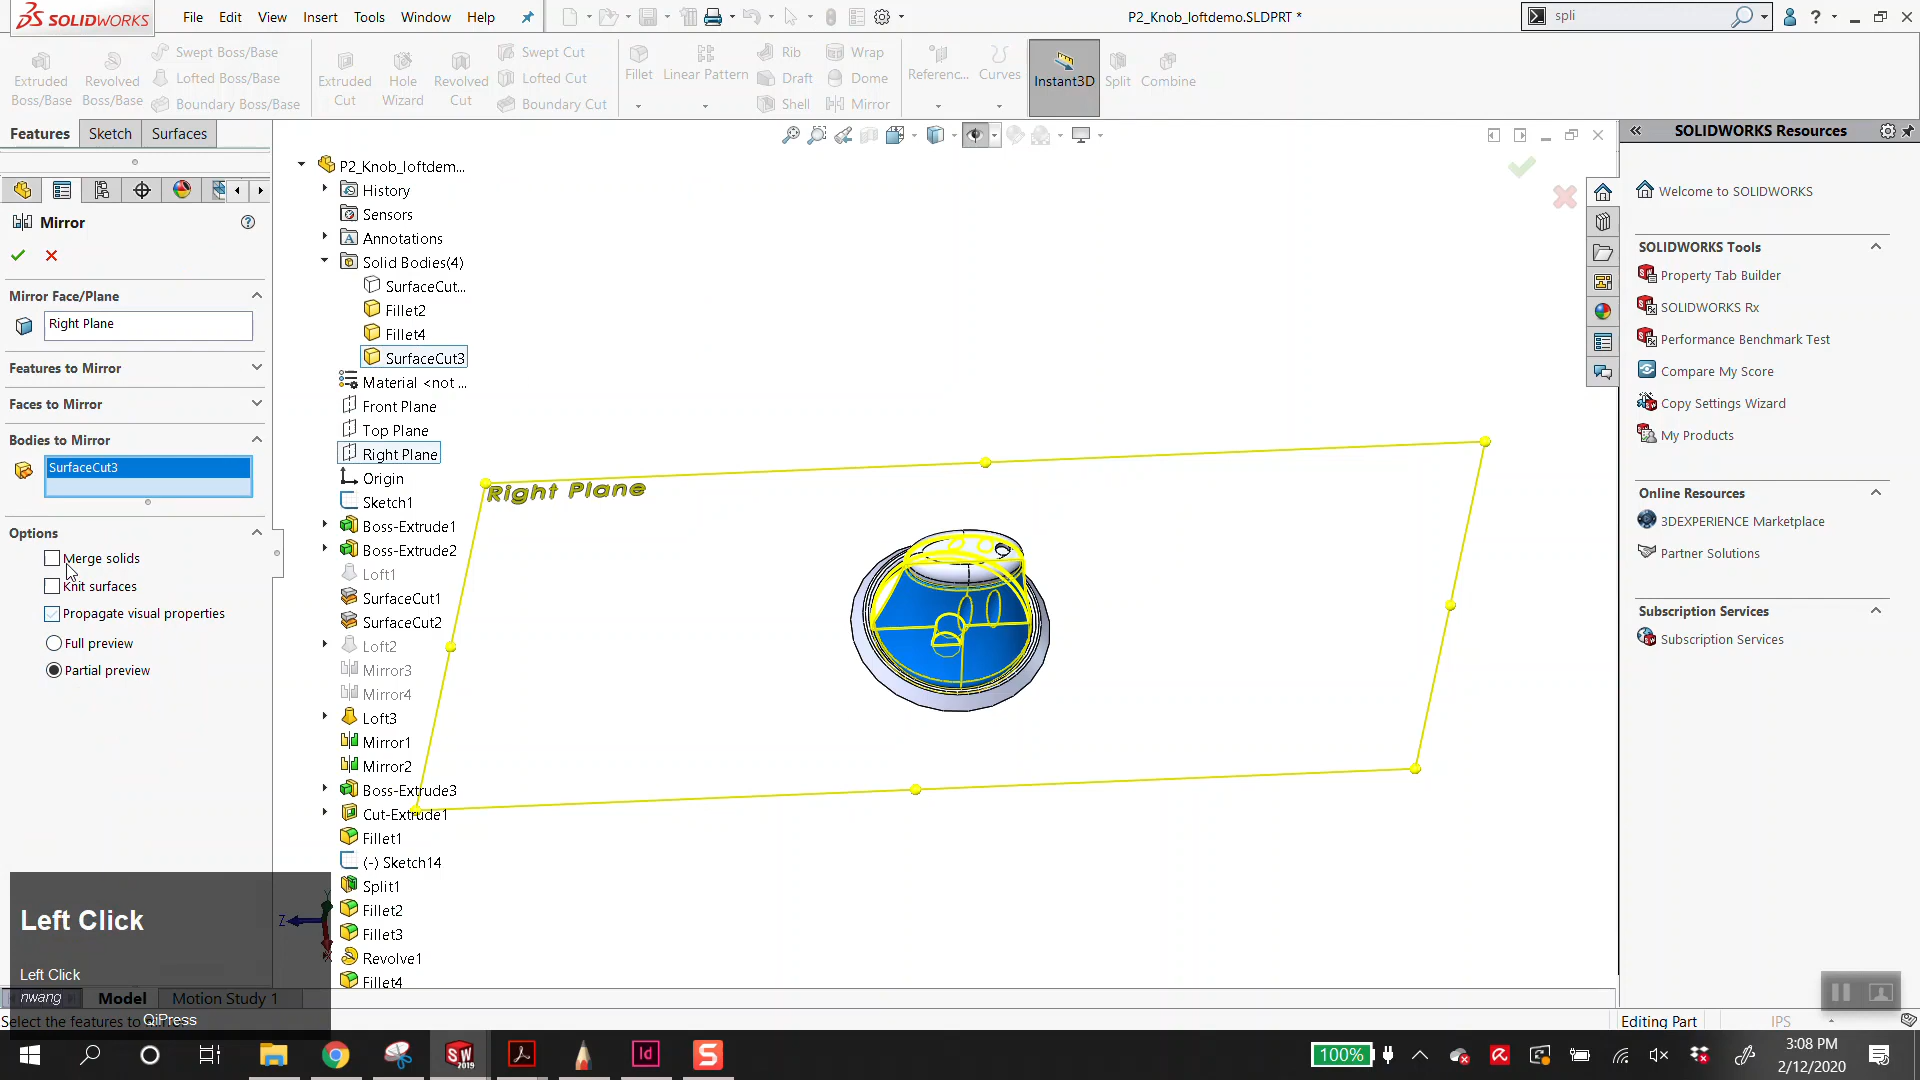 SOLIDWORKS
File Edit View Insert Tools Window Help
P2_Knob_loftdemo.SLDPRT *
spli
Extruded Boss/Base
Revolved Boss/Base
Swept Boss/Base
Lofted Boss/Base
Boundary Boss/Base
Extruded Cut
Hole Wizard
Revolved Cut
Swept Cut
Lofted Cut
Boundary Cut
Fillet
Linear Pattern
Rib
Draft
Shell
Wrap
Dome
Mirror
Referenc...
Curves
Instant3D
Split
Combine
Features Sketch Surfaces
Mirror
Mirror Face/Plane
Right Plane
Features to Mirror
Faces to Mirror
Bodies to Mirror
SurfaceCut3
Options
Merge solids
Knit surfaces
Propagate visual properties
Full preview
Partial preview
P2_Knob_loftdem...
History
Sensors
Annotations
Solid Bodies(4)
SurfaceCut...
Fillet2
Fillet4
SurfaceCut3
Material <not ...
Front Plane
Top Plane
Right Plane
Origin
Sketch1
Boss-Extrude1
Boss-Extrude2
Loft1
SurfaceCut1
SurfaceCut2
Loft2
Mirror3
Mirror4
Loft3
Mirror1
Mirror2
Boss-Extrude3
Cut-Extrude1
Fillet1
(-) Sketch14
Split1
Fillet2
Fillet3
Revolve1
Fillet4
Right Plane
SOLIDWORKS Resources
Welcome to SOLIDWORKS
SOLIDWORKS Tools
Property Tab Builder
SOLIDWORKS Rx
Performance Benchmark Test
Compare My Score
Copy Settings Wizard
My Products
Online Resources
3DEXPERIENCE Marketplace
Partner Solutions
Subscription Services
Subscription Services
Left Click
Left Click
nwang
QiPress
Z
Model Motion Study 1
Select the features to
Editing Part
IPS
SW
2019
Id
S
100%
3:08 PM
2/12/2020